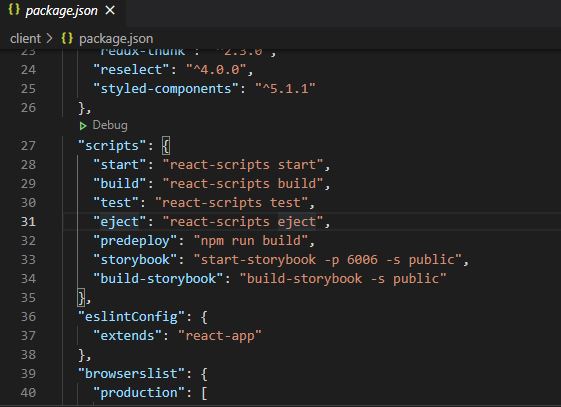 {} package.json ×
client > {} package.json
23 "redux-thunk": "^2.3.0",
24 "reselect": "^4.0.0",
25 "styled-components": "^5.1.1"
26 },
Debug
27 "scripts": {
28 "start": "react-scripts start",
29 "build": "react-scripts build",
30 "test": "react-scripts test",
31 "eject": "react-scripts eject",
32 "predeploy": "npm run build",
33 "storybook": "start-storybook -p 6006 -s public",
34 "build-storybook": "build-storybook -s public"
35 },
36 "eslintConfig": {
37 "extends": "react-app"
38 },
39 "browserslist": {
40 "production": [